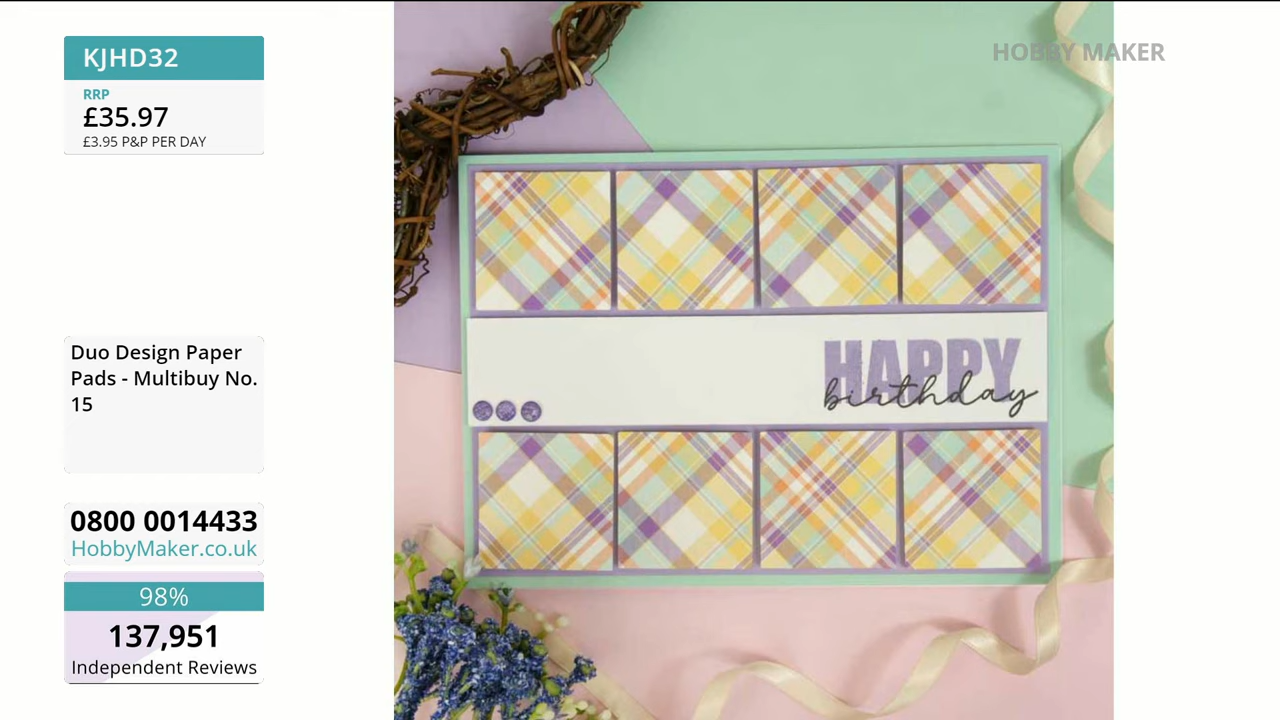 KJHD32
RRP
£35.97
£3.95 P&P PER DAY
Duo Design Paper
Pads - Multibuy No.
15
0800 0014433
HobbyMaker.co.uk
98%
137,951
Independent Reviews
HOBBY MAKER
HAPPY
birthday